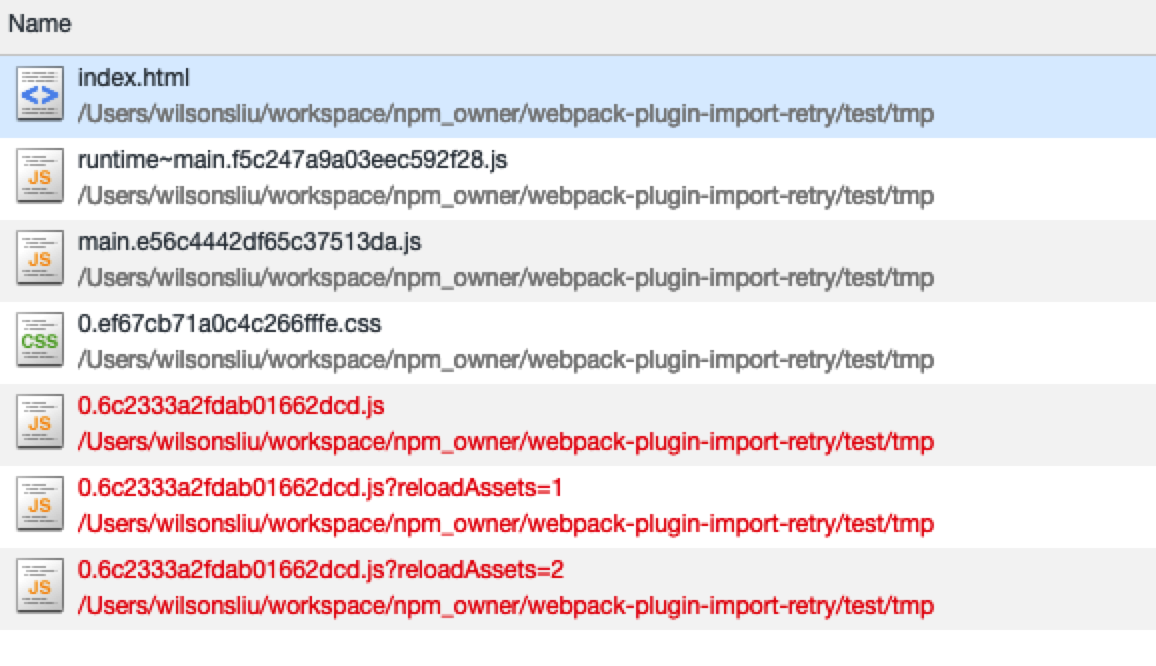 Name
index.html
/Users/wilsonsliu/workspace/npm_owner/webpack-plugin-import-retry/test/tmp
JS
runtime~main.f5c247a9a03eec592f28.js
/Users/wilsonsliu/workspace/npm_owner/webpack-plugin-import-retry/test/tmp
JS
main.e56c4442df65c37513da.js
/Users/wilsonsliu/workspace/npm_owner/webpack-plugin-import-retry/test/tmp
CSS
0.ef67cb71a0c4c266fffe.css
/Users/wilsonsliu/workspace/npm_owner/webpack-plugin-import-retry/test/tmp
JS
0.6c2333a2fdab01662dcd.js
/Users/wilsonsliu/workspace/npm_owner/webpack-plugin-import-retry/test/tmp
JS
0.6c2333a2fdab01662dcd.js?reloadAssets=1
/Users/wilsonsliu/workspace/npm_owner/webpack-plugin-import-retry/test/tmp
JS
0.6c2333a2fdab01662dcd.js?reloadAssets=2
/Users/wilsonsliu/workspace/npm_owner/webpack-plugin-import-retry/test/tmp